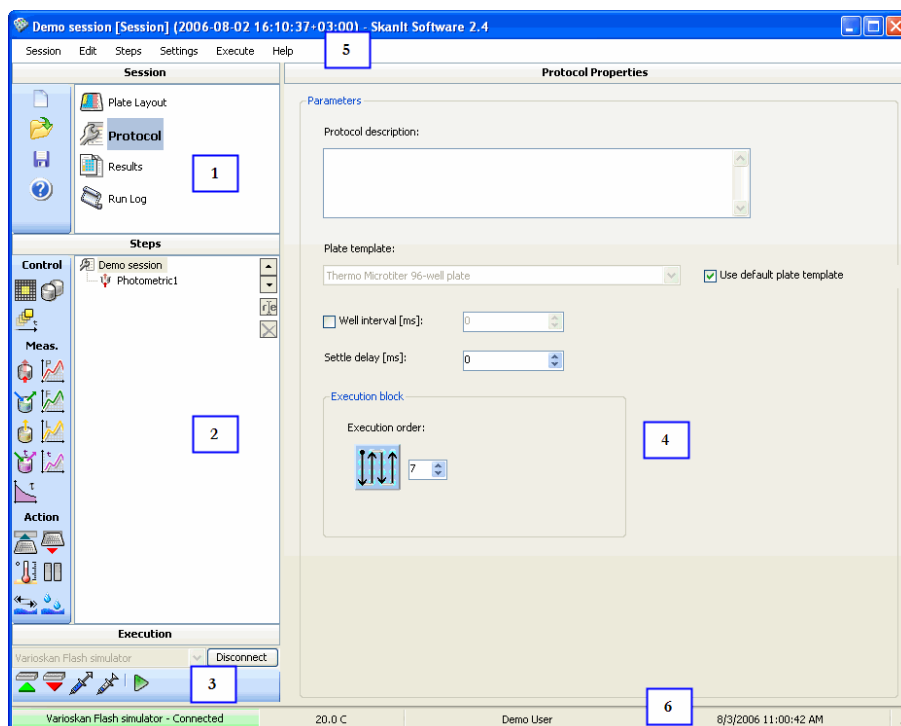 Demo session [Session] (2006-08-02 16:10:37+03:00) - SkanIt Software 2.4
Session Edit Steps Settings Execute Help
5
Session
Protocol Properties
Plate Layout
Protocol
Results
Run Log
1
Parameters
Protocol description:
Plate template:
Thermo Microtiter 96-well plate
Use default plate template
Well interval [ms]:
0
Settle delay [ms]:
0
Execution block
Execution order:
7
4
Steps
Control
Demo session
Photometric1
Meas.
2
Action
Execution
Varioskan Flash simulator
Disconnect
3
6
Varioskan Flash simulator - Connected 20.0 C Demo User 8/3/2006 11:00:42 AM